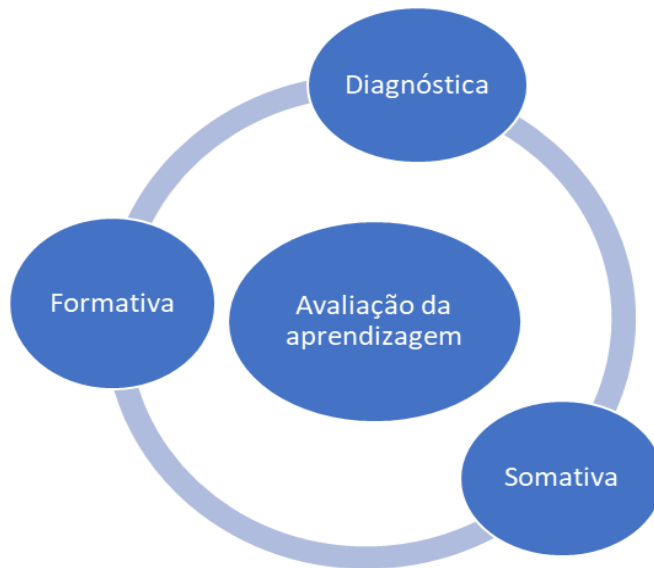 Diagnóstica
Formativa
Avaliação da
aprendizagem
Somativa